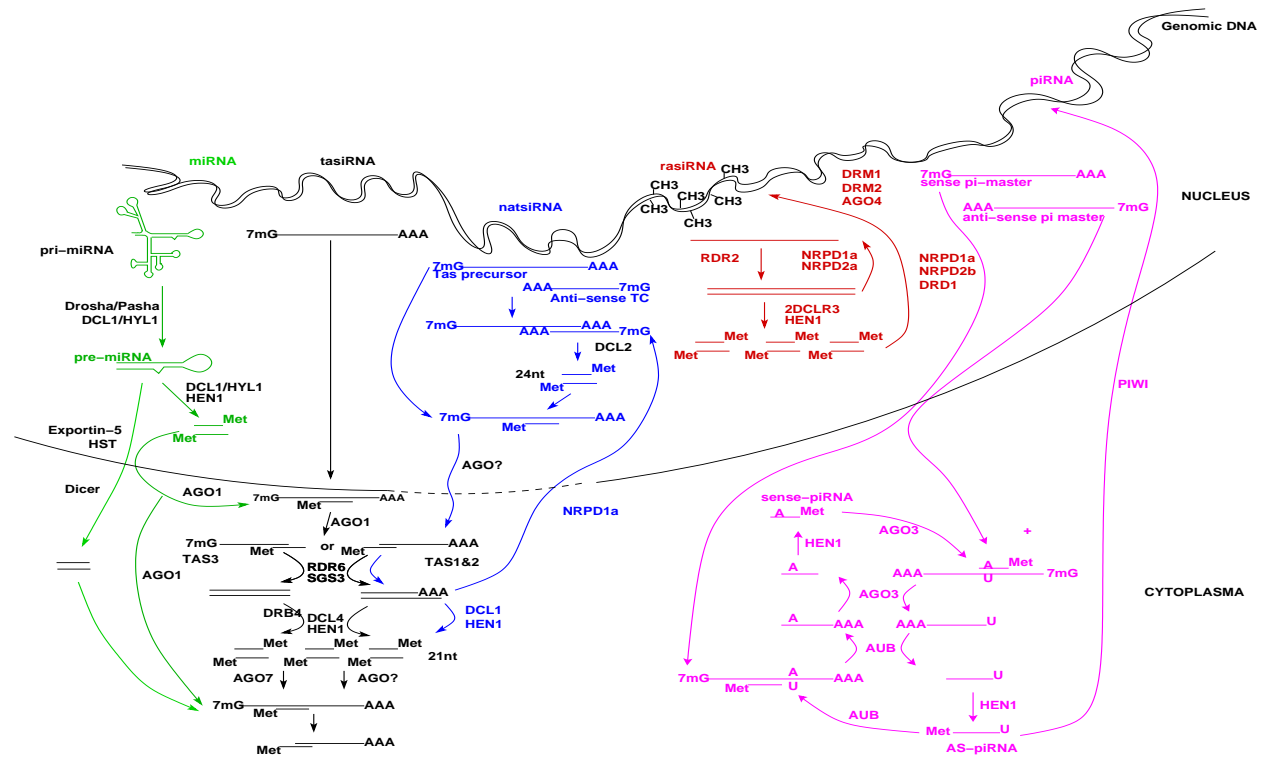 Genomic DNA
piRNA
miRNA
tasiRNA
rasiRNA
CH3
CH3
CH3
CH3
CH3
CH3
DRM1
DRM2
AGO4
7mG
AAA
sense pi-master
AAA
7mG
anti-sense pi master
NUCLEUS
natsiRNA
pri-miRNA
7mG
AAA
7mG
AAA
Tas precursor
AAA
7mG
Anti-sense TC
RDR2
NRPD1a
NRPD2a
NRPD1a
NRPD2b
DRD1
Drosha/Pasha
DCL1/HYL1
7mG
AAA
AAA
7mG
2DCLR3
HEN1
Met
Met
Met
Met
Met
Met
DCL2
pre-miRNA
24nt
Met
Met
DCL1/HYL1
HEN1
PIWI
Met
Met
7mG
AAA
Met
Exportin-5
HST
AGO?
Dicer
AGO1
7mG
AAA
Met
NRPD1a
sense-piRNA
A
Met
AGO3
+
AGO1
7mG
Met
or
Met
AAA
TAS3
TAS1&2
HEN1
RDR6
SGS3
A
A
U
Met
AAA
7mG
AGO1
AAA
AGO3
CYTOPLASMA
DRB4
DCL4
HEN1
DCL1
HEN1
A
AAA
AAA
U
Met
Met
Met
Met
Met
Met
21nt
AUB
AGO7
AGO?
7mG
A
U
AAA
Met
U
7mG
AAA
Met
HEN1
AUB
Met
U
AS-piRNA
Met
AAA